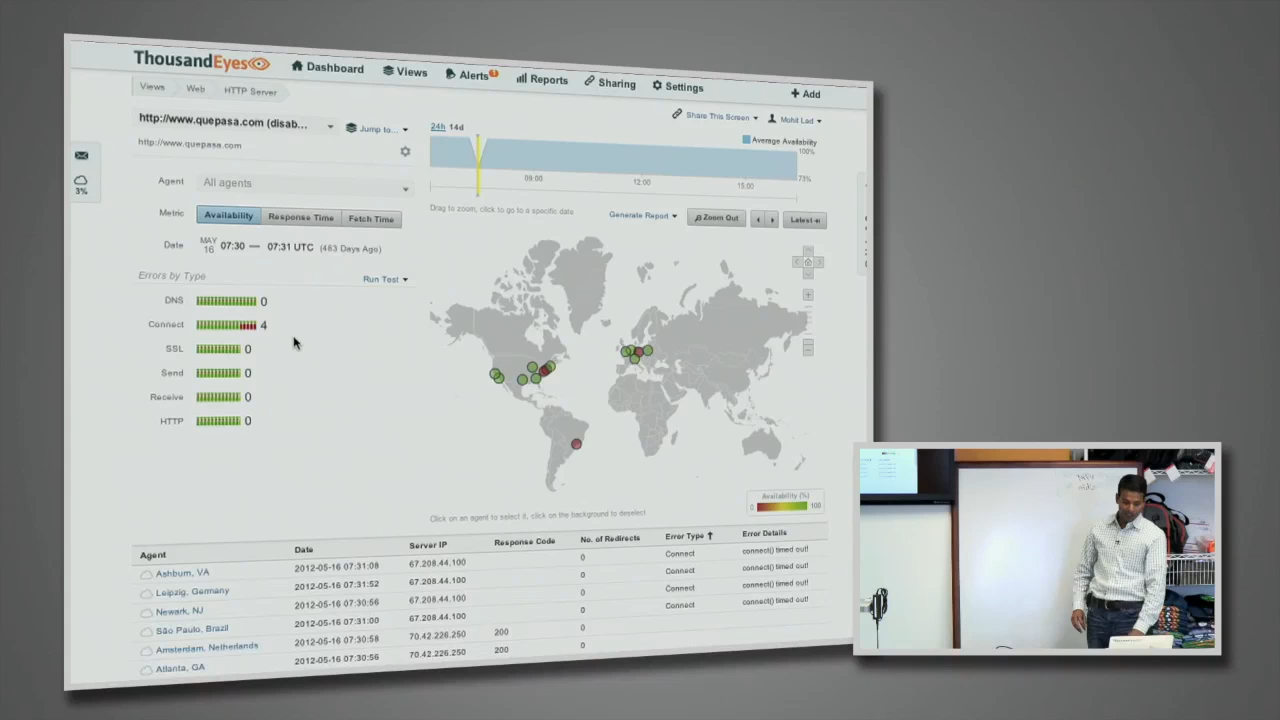 ThousandEyes Dashboard Views Alerts 1 Reports Sharing Settings
+ Add
Views Web HTTP Server
Share This Screen Mohit Lad
http://www.quepasa.com (disab... Jump to...
http://www.quepasa.com
24h 14d
Average Availability
100%
73%
09:00 12:00 15:00
3%
Agent All agents
Drag to zoom, click to go to a specific date
Generate Report Zoom Out Latest
Metric Availability Response Time Fetch Time
Date MAY 16 07:30 — 07:31 UTC (483 Days Ago)
Errors by Type Run Test
DNS 0
Connect 4
SSL 0
Send 0
Receive 0
HTTP 0
Availability (%)
0 100
Click on an agent to select it, click on the background to deselect
Agent Date Server IP Response Code No. of Redirects Error Type Error Details
Ashburn, VA 2012-05-16 07:31:08 67.208.44.100 0 Connect connect() timed out!
Leipzig, Germany 2012-05-16 07:31:52 67.208.44.100 0 Connect connect() timed out!
Newark, NJ 2012-05-16 07:30:56 67.208.44.100 0 Connect connect() timed out!
São Paulo, Brazil 2012-05-16 07:31:00 67.208.44.100 0 Connect connect() timed out!
Amsterdam, Netherlands 2012-05-16 07:30:58 70.42.226.250 200 0
Atlanta, GA 2012-05-16 07:30:56 70.42.226.250 200 0